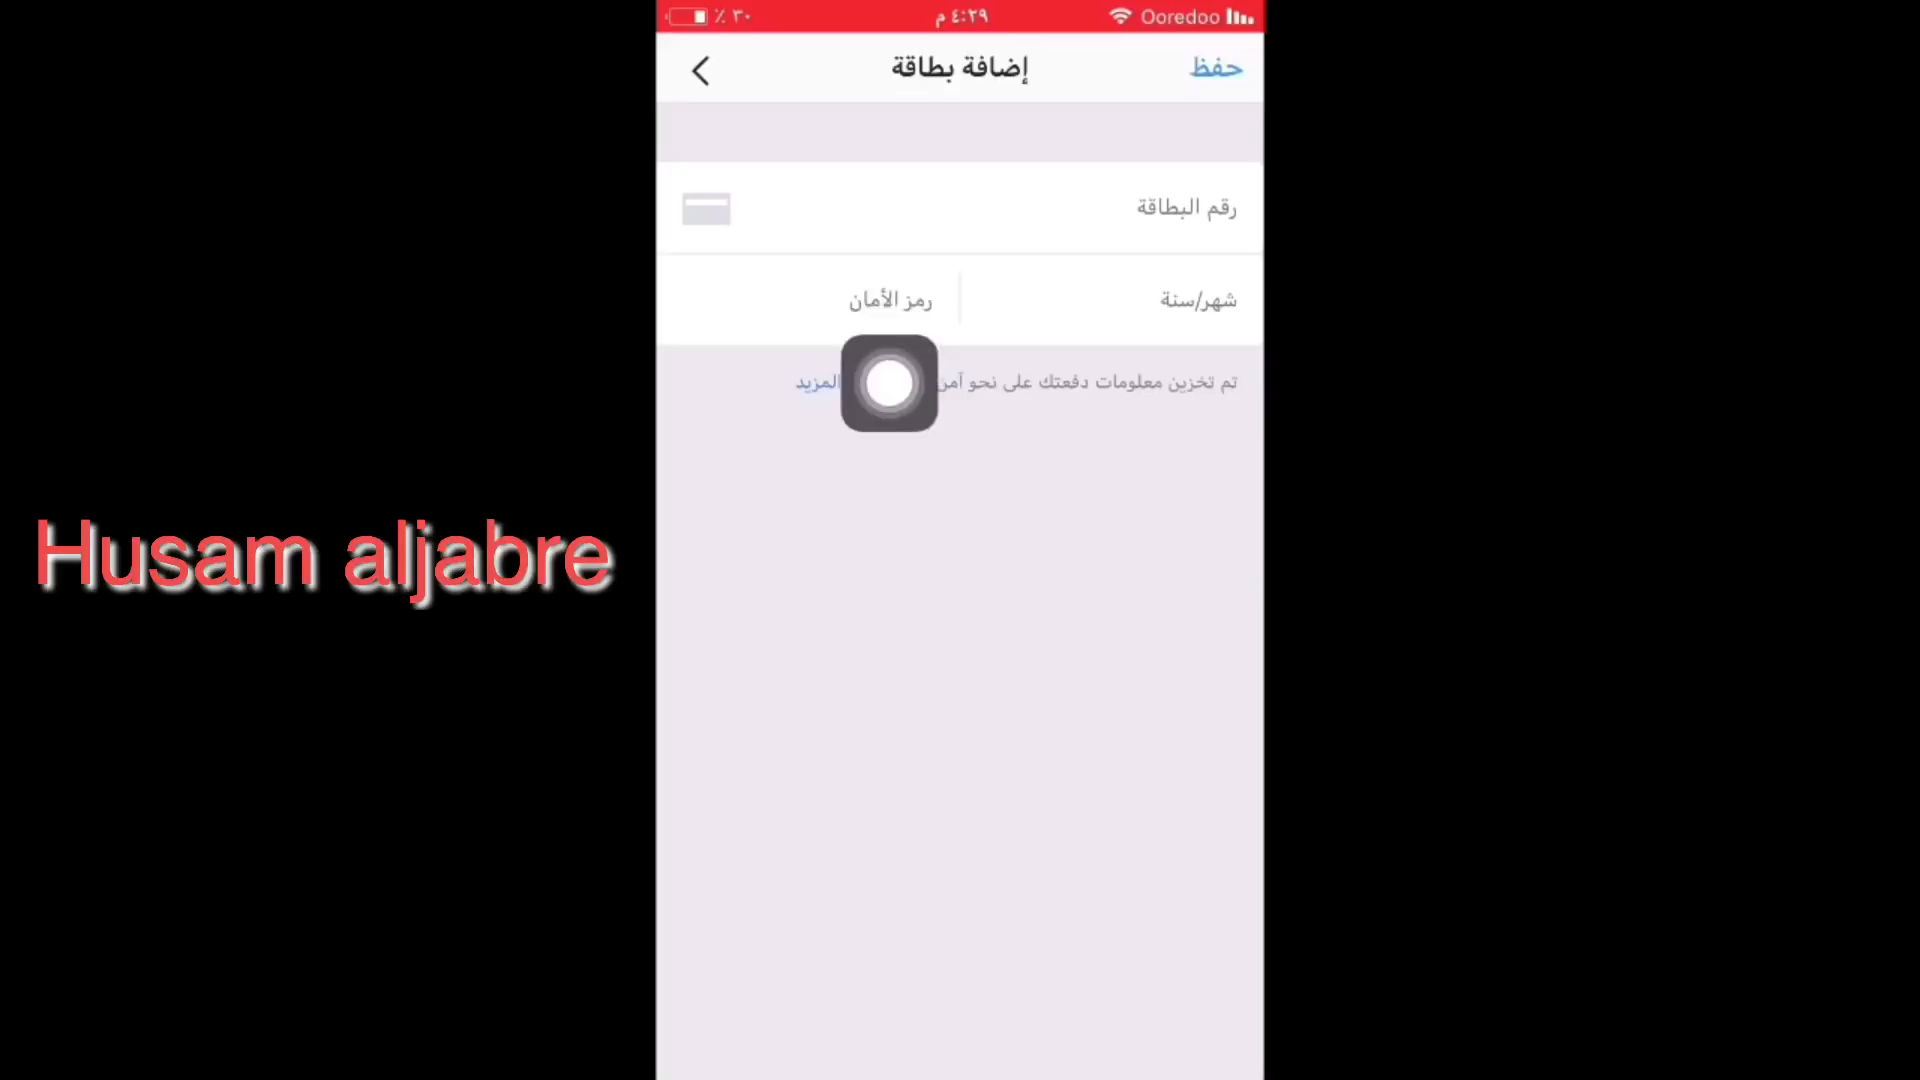 Ooredoo ٤:٢٩ م ٪ ٣٠
حفظ إضافة بطاقة
رقم البطاقة
شهر/سنة رمز الأمان
تم تخزين معلومات دفعتك على نحو آمن المزيد
Husam aljabre